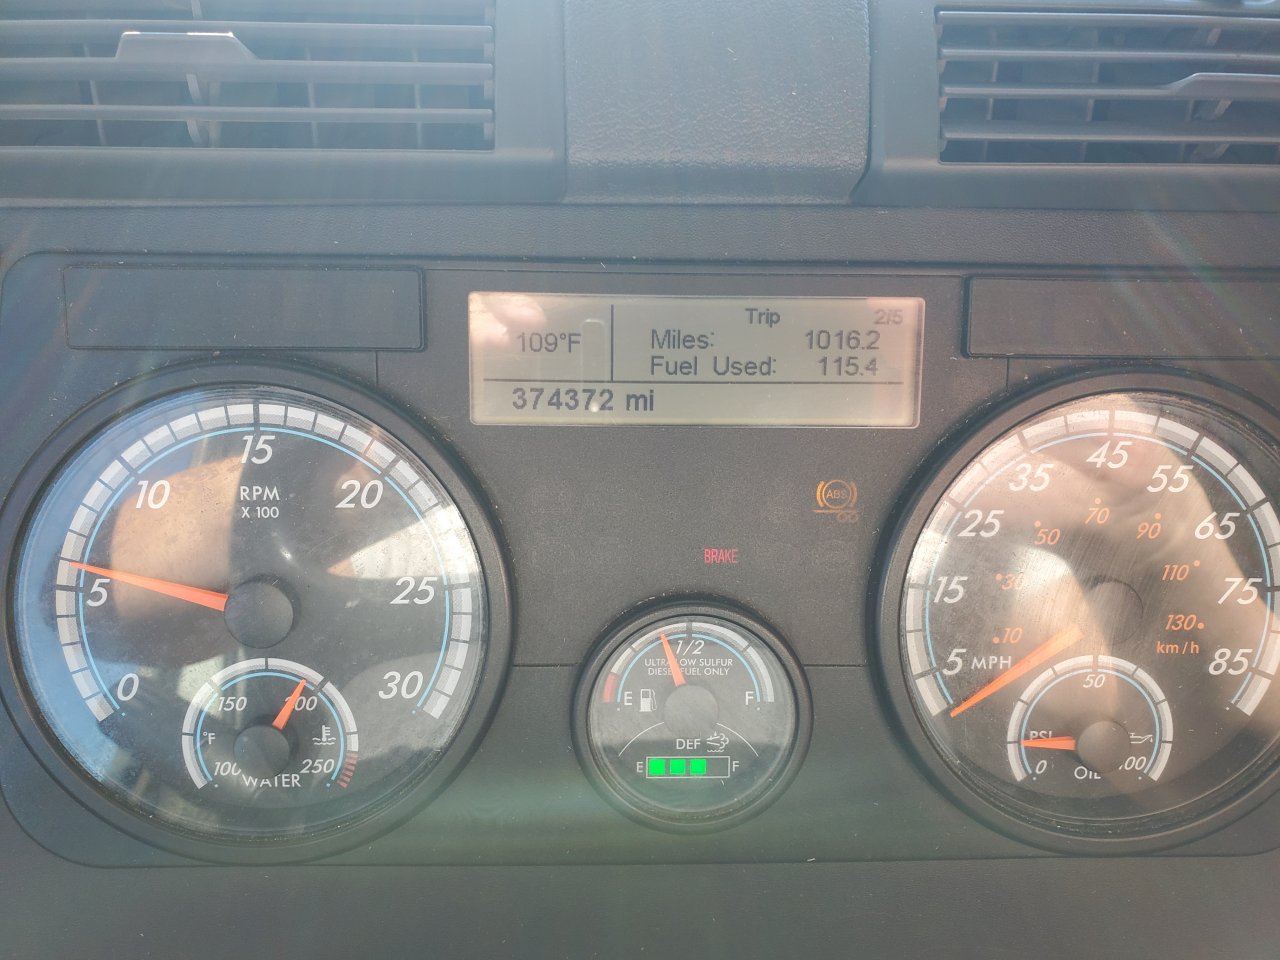 Trip 2/5
109°F
Miles: 1016.2
Fuel Used: 115.4
374372 mi
0 5 10 15 20 25 30
RPM
X 100
100 150 200 250
°F
WATER
ABS
BRAKE
E 1/2 F
ULTRA LOW SULFUR
DIESEL FUEL ONLY
DEF
E F
5 15 25 35 45 55 65 75 85
MPH
10 30 50 70 90 110 130
km/h
0 50 100
PSI
OIL